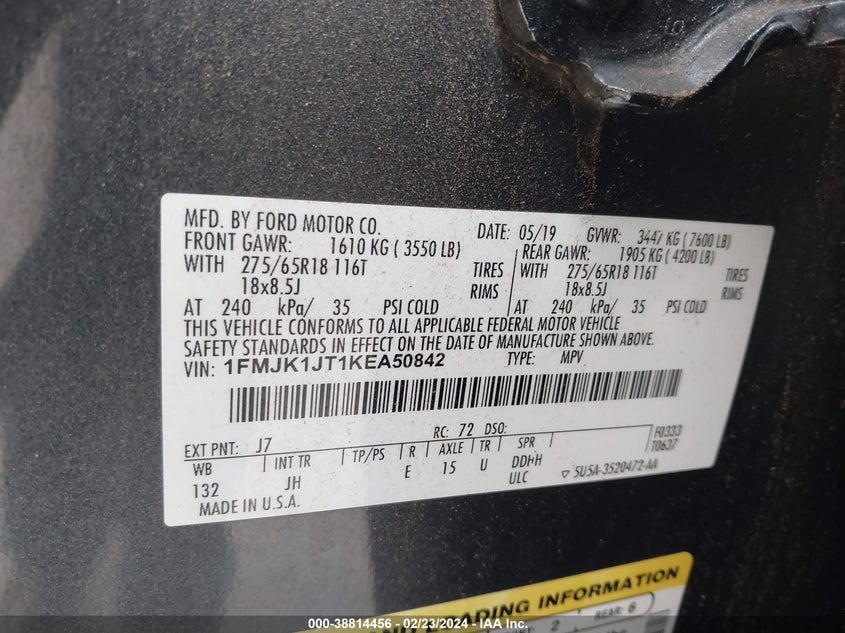 MFD. BY FORD MOTOR CO. DATE: 05/19 GVWR: 3447 KG ( 7600 LB)
FRONT GAWR: 1610 KG ( 3550 LB) REAR GAWR: 1905 KG ( 4200 LB)
WITH 275/65R18 116T TIRES WITH 275/65R18 116T TIRES
18x8.5J RIMS 18x8.5J RIMS
AT 240 kPa/ 35 PSI COLD AT 240 kPa/ 35 PSI COLD
THIS VEHICLE CONFORMS TO ALL APPLICABLE FEDERAL MOTOR VEHICLE
SAFETY STANDARDS IN EFFECT ON THE DATE OF MANUFACTURE SHOWN ABOVE.
VIN: 1FMJK1JT1KEA50842 TYPE: MPV
EXT PNT: J7 RC: 72 DSO: F0333
T0637
WB INT TR TP/PS R AXLE TR SPR
132 JH E 15 U DDHH
ULC 5U5A-3520472-AA
MADE IN U.S.A.
AND LOADING INFORMATION
2 REAR: 6
000-38814456 - 02/23/2024 - IAA Inc.